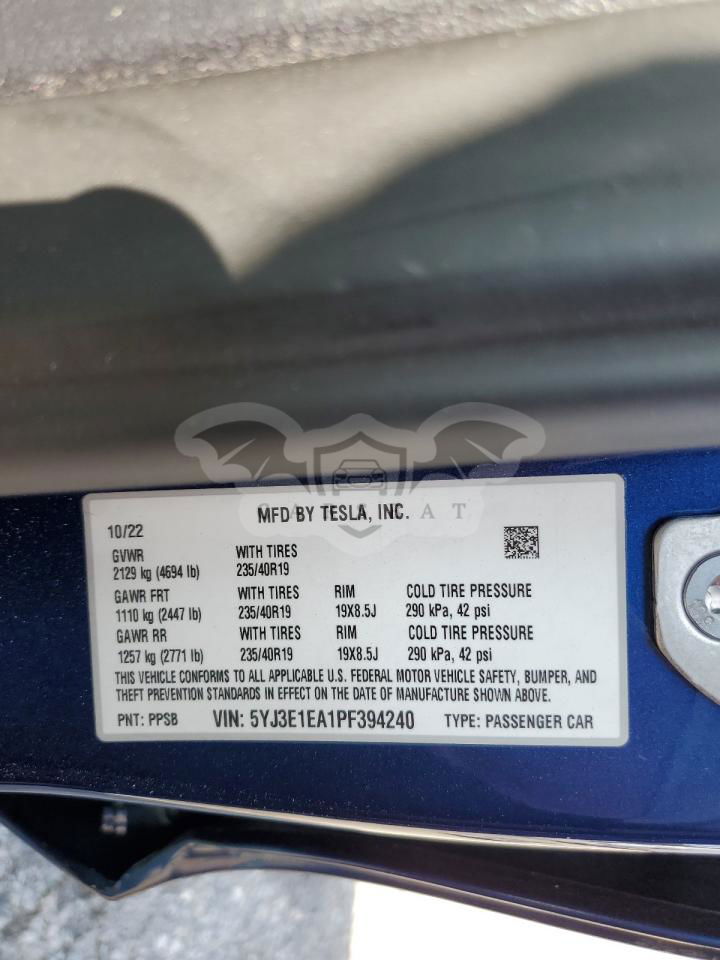 MFD BY TESLA, INC. A T
10/22
GVWR WITH TIRES
2129 kg (4694 lb) 235/40R19
GAWR FRT WITH TIRES RIM COLD TIRE PRESSURE
1110 kg (2447 lb) 235/40R19 19X8.5J 290 kPa, 42 psi
GAWR RR WITH TIRES RIM COLD TIRE PRESSURE
1257 kg (2771 lb) 235/40R19 19X8.5J 290 kPa, 42 psi
THIS VEHICLE CONFORMS TO ALL APPLICABLE U.S. FEDERAL MOTOR VEHICLE SAFETY, BUMPER, AND
THEFT PREVENTION STANDARDS IN EFFECT ON THE DATE OF MANUFACTURE SHOWN ABOVE.
PNT: PPSB VIN: 5YJ3E1EA1PF394240 TYPE: PASSENGER CAR